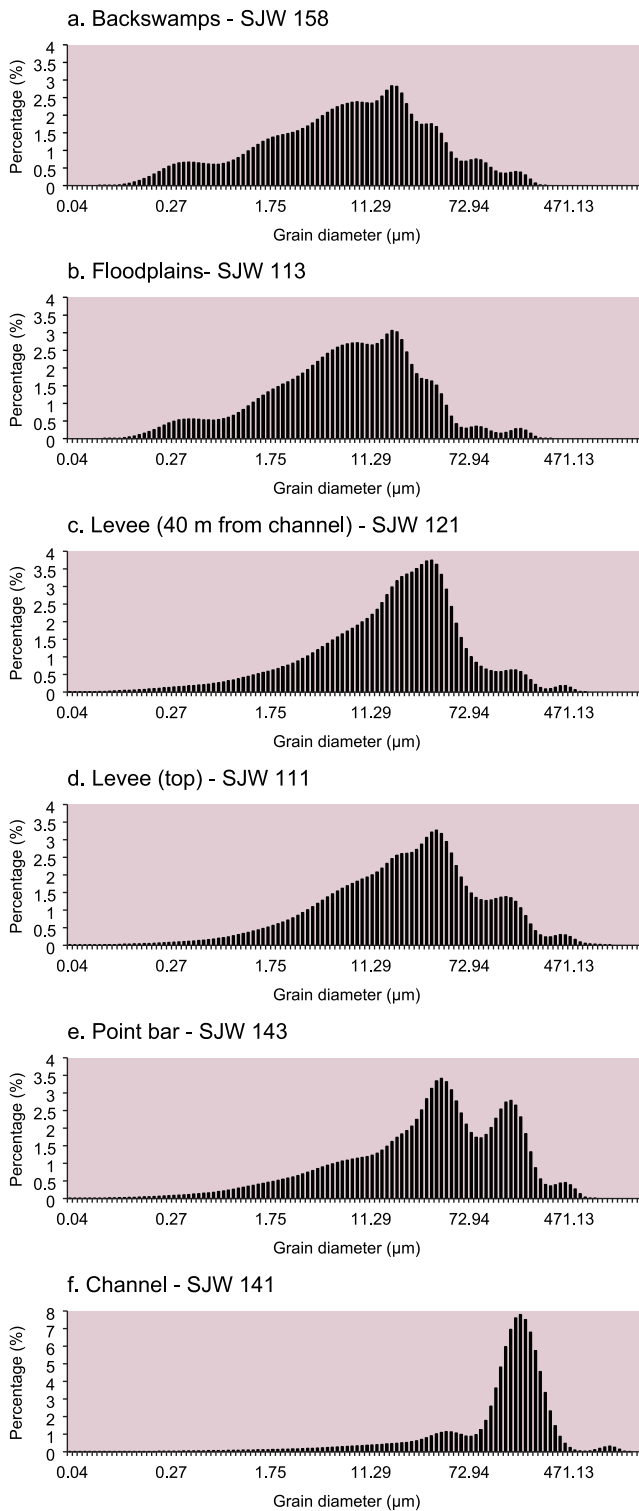 a. Backswamps - SJW 158
Percentage (%)
4
3.5
3
2.5
2
1.5
1
0.5
0
0.04 0.27 1.75 11.29 72.94 471.13
Grain diameter (µm)
b. Floodplains- SJW 113
Percentage (%)
4
3.5
3
2.5
2
1.5
1
0.5
0
0.04 0.27 1.75 11.29 72.94 471.13
Grain diameter (µm)
c. Levee (40 m from channel) - SJW 121
Percentage (%)
4
3.5
3
2.5
2
1.5
1
0.5
0
0.04 0.27 1.75 11.29 72.94 471.13
Grain diameter (µm)
d. Levee (top) - SJW 111
Percentage (%)
4
3.5
3
2.5
2
1.5
1
0.5
0
0.04 0.27 1.75 11.29 72.94 471.13
Grain diameter (µm)
e. Point bar - SJW 143
Percentage (%)
4
3.5
3
2.5
2
1.5
1
0.5
0
0.04 0.27 1.75 11.29 72.94 471.13
Grain diameter (µm)
f. Channel - SJW 141
Percentage (%)
8
7
6
5
4
3
2
1
0
0.04 0.27 1.75 11.29 72.94 471.13
Grain diameter (µm)